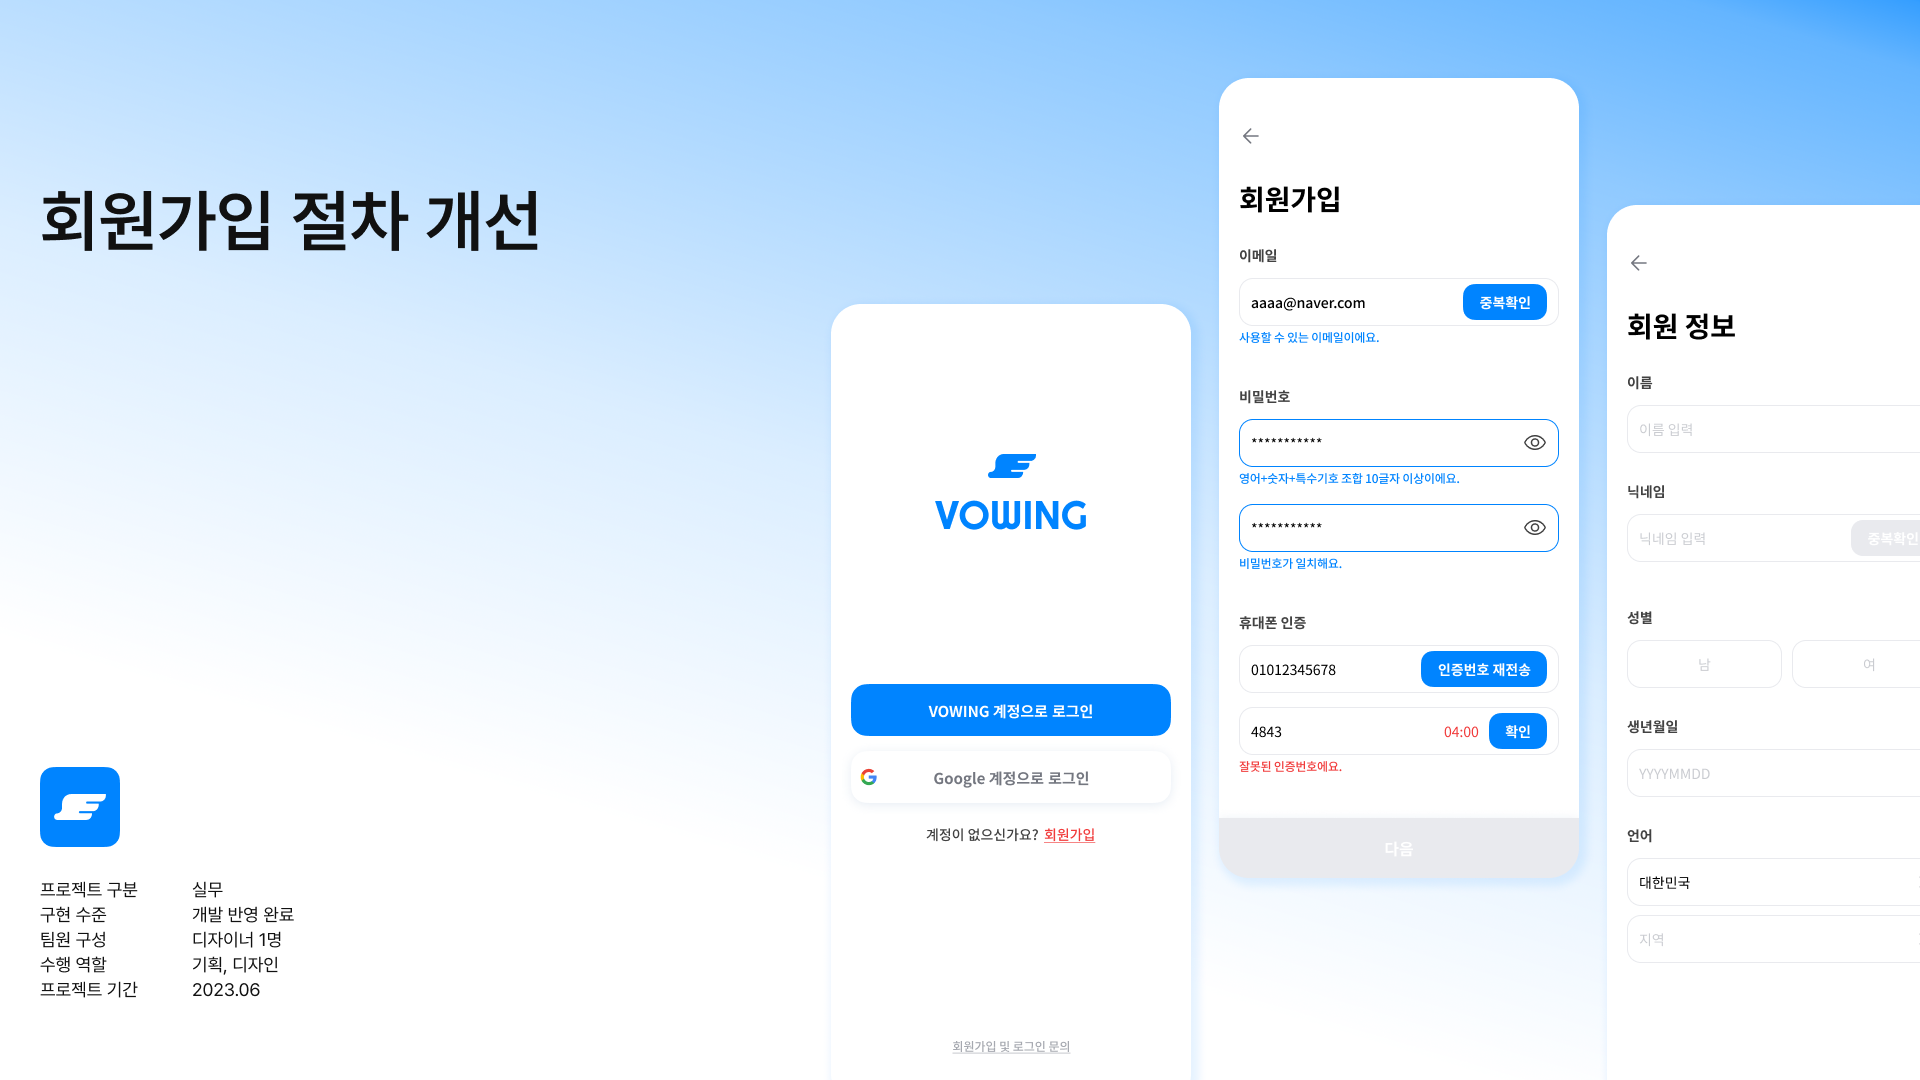 회원가입 절차 개선
프로젝트 구분 실무
구현 수준 개발 반영 완료
팀원 구성 디자이너 1명
수행 역할 기획, 디자인
프로젝트 기간 2023.06
VOWING
VOWING 계정으로 로그인
Google 계정으로 로그인
계정이 없으신가요? 회원가입
회원가입 및 로그인 문의
회원가입
이메일
aaaa@naver.com 중복확인
사용할 수 있는 이메일이에요.
비밀번호
***********
영어+숫자+특수기호 조합 10글자 이상이에요.
***********
비밀번호가 일치해요.
휴대폰 인증
01012345678 인증번호 재전송
4843 04:00 확인
잘못된 인증번호에요.
다음
회원 정보
이름
이름 입력
닉네임
닉네임 입력 중복확인
성별
남 여
생년월일
YYYYMMDD
언어
대한민국
지역